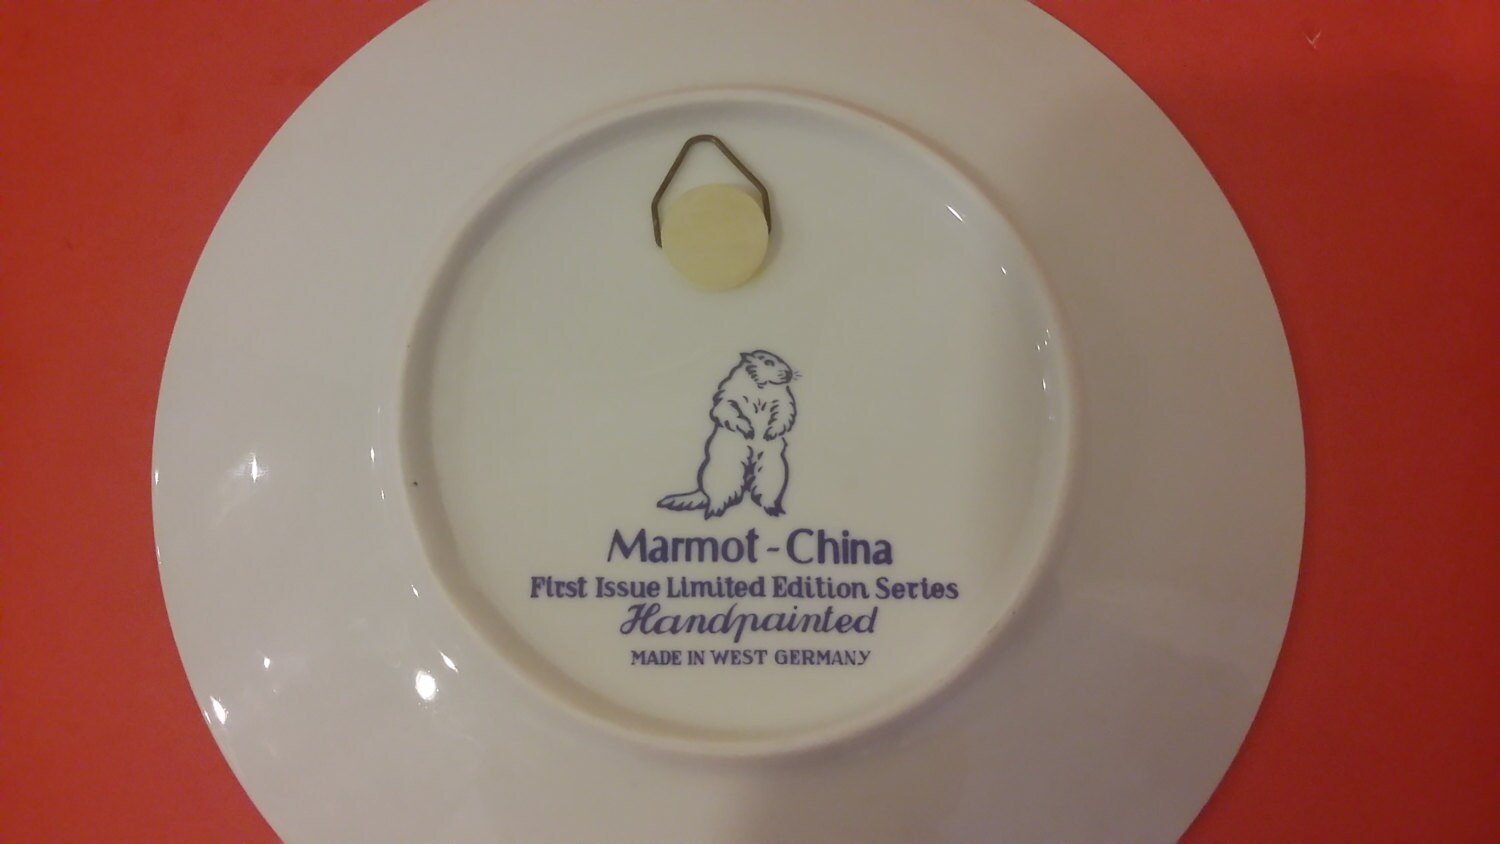 Marmot - China
First Issue Limited Edition Series
Handpainted
MADE IN WEST GERMANY